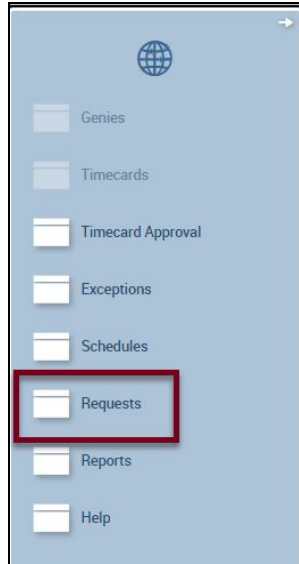 Genies
Timecards
Timecard Approval
Exceptions
Schedules
Requests
Reports
Help